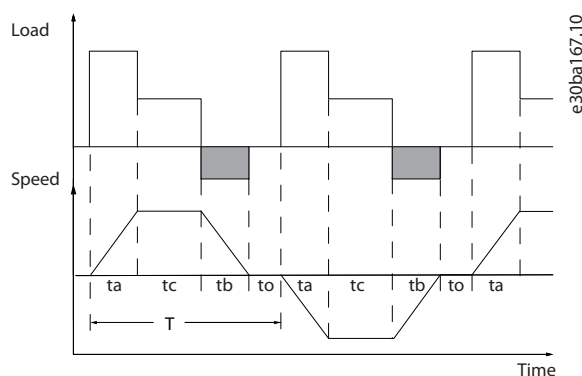 Load
e30ba167.10
Speed
ta tc tb to ta tc tb to ta
T
Time